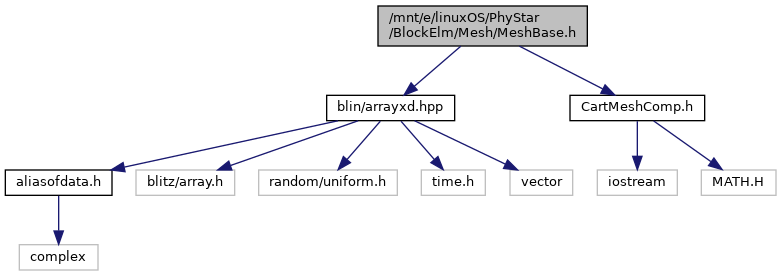 /mnt/e/linuxOS/PhyStar
/BlockElm/Mesh/MeshBase.h
blin/arrayxd.hpp
CartMeshComp.h
aliasofdata.h
blitz/array.h
random/uniform.h
time.h
vector
iostream
MATH.H
complex